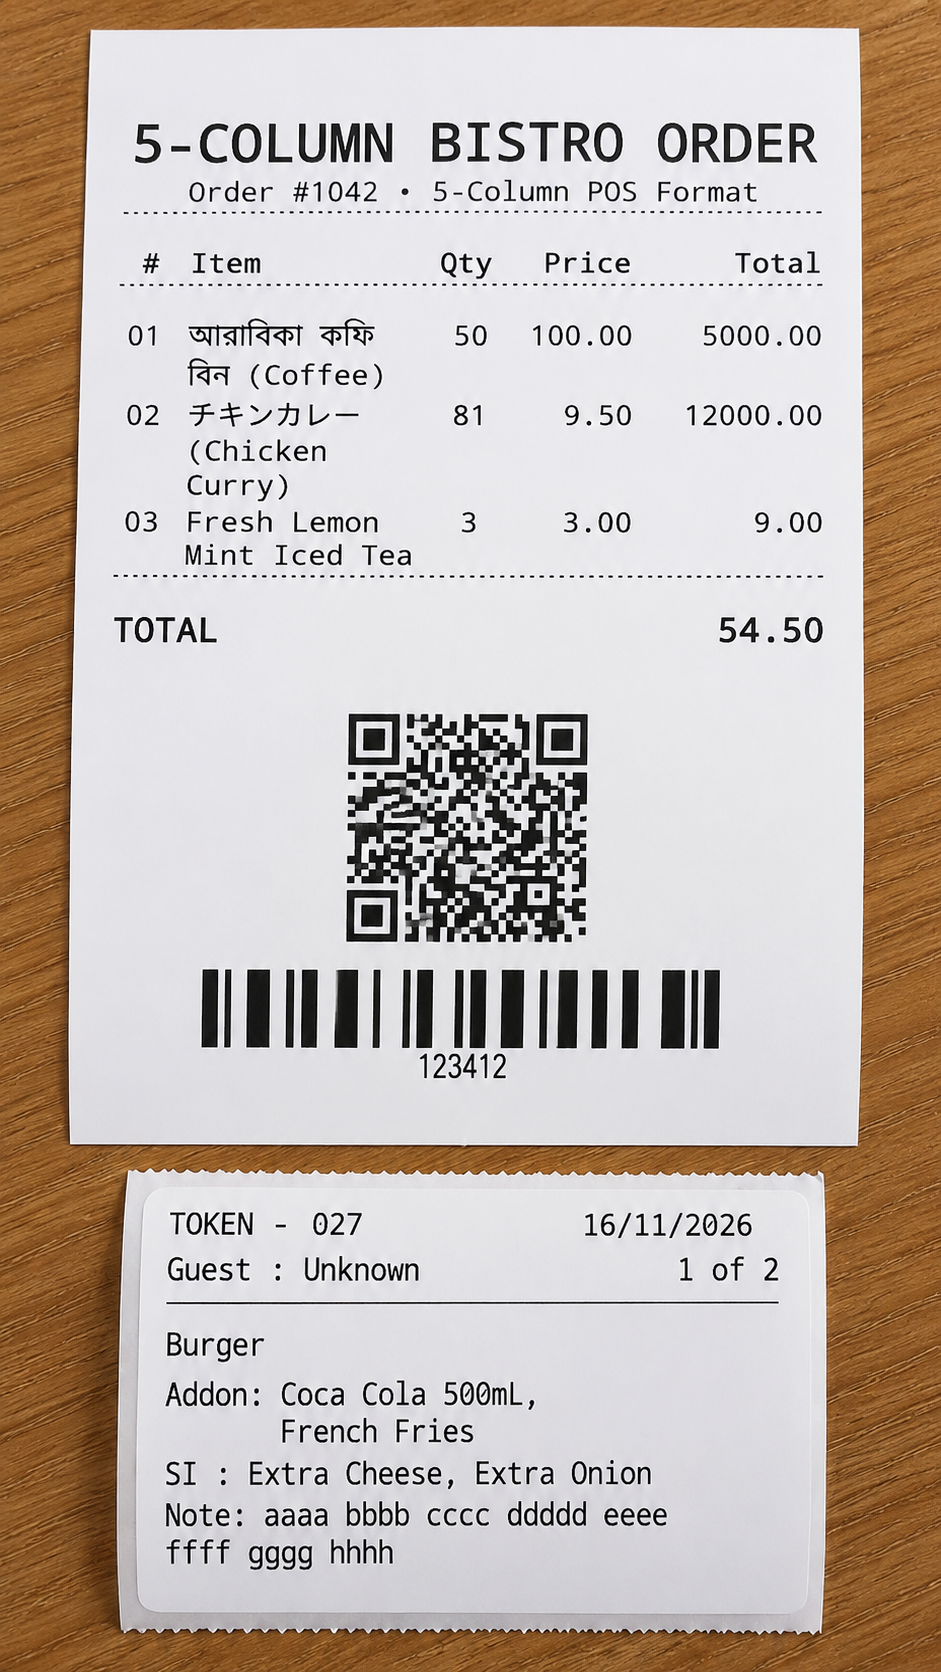 5-COLUMN BISTRO ORDER
Order #1042 • 5-Column POS Format
# Item Qty Price Total
01 আরাবিকা কফি 50 100.00 5000.00
বিন (Coffee)
02 チキンカレー 81 9.50 12000.00
(Chicken
Curry)
03 Fresh Lemon 3 3.00 9.00
Mint Iced Tea
TOTAL 54.50
123412
TOKEN - 027 16/11/2026
Guest : Unknown 1 of 2
Burger
Addon: Coca Cola 500mL,
French Fries
SI : Extra Cheese, Extra Onion
Note: aaaa bbbb cccc ddddd eeee
ffff gggg hhhh